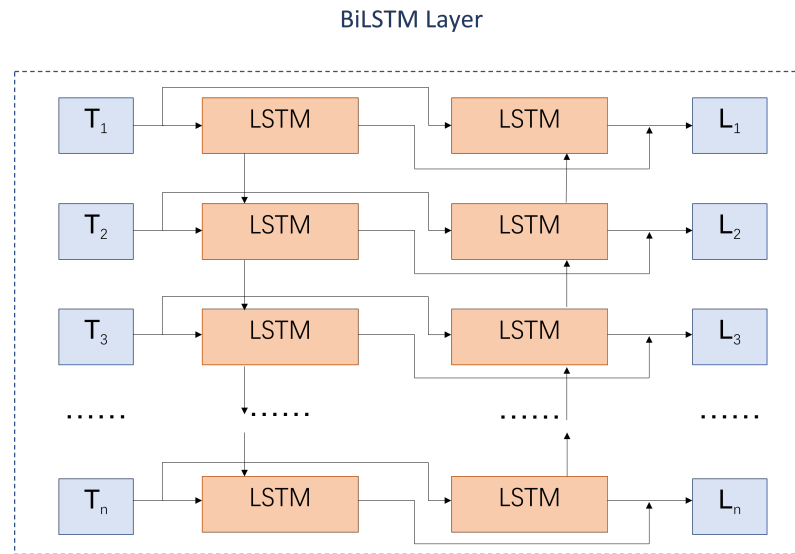 BiLSTM Layer
T1 LSTM LSTM L1
T2 LSTM LSTM L2
T3 LSTM LSTM L3
...... ...... ...... ......
Tn LSTM LSTM Ln